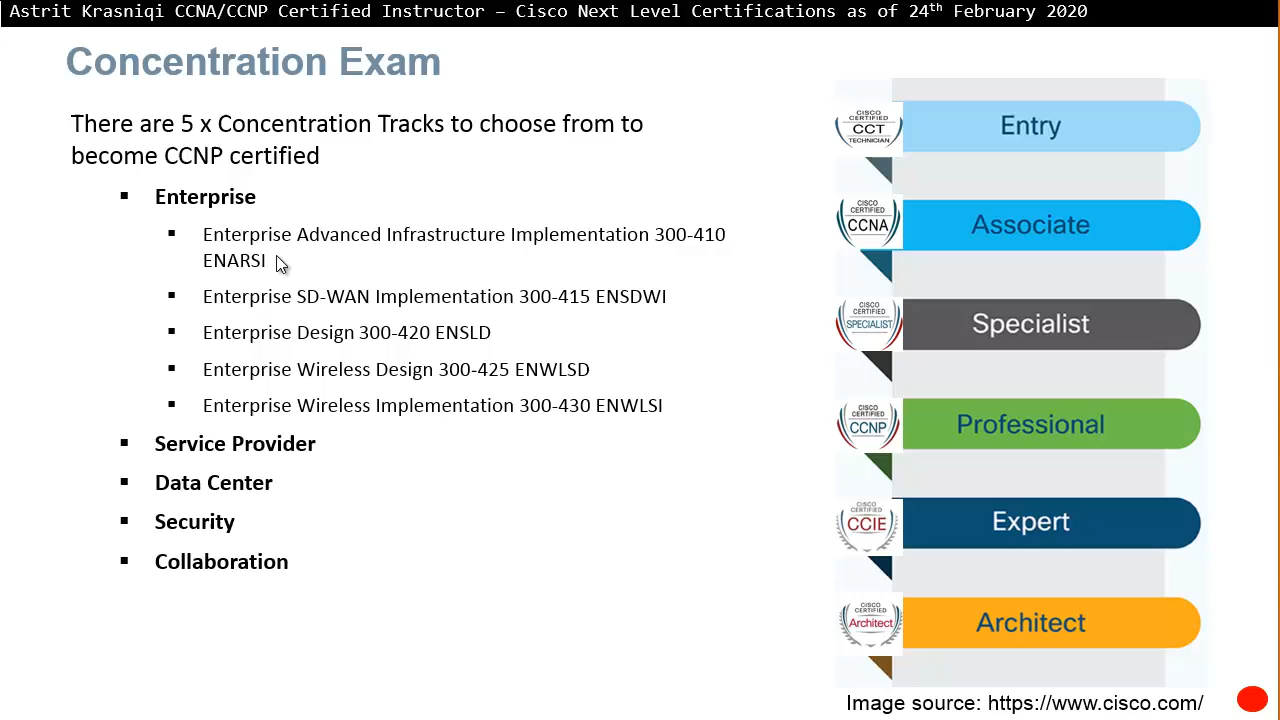 Astrit Krasniqi CCNA/CCNP Certified Instructor – Cisco Next Level Certifications as of 24th February 2020
Concentration Exam
There are 5 x Concentration Tracks to choose from to
become CCNP certified
Enterprise
Enterprise Advanced Infrastructure Implementation 300-410
ENARSI
Enterprise SD-WAN Implementation 300-415 ENSDWI
Enterprise Design 300-420 ENSLD
Enterprise Wireless Design 300-425 ENWLSD
Enterprise Wireless Implementation 300-430 ENWLSI
Service Provider
Data Center
Security
Collaboration
CISCO
CERTIFIED
CCT
TECHNICIAN
Entry
CISCO
CERTIFIED
CCNA
Associate
CISCO
CERTIFIED
SPECIALIST
Specialist
CISCO
CERTIFIED
CCNP
Professional
CISCO
CERTIFIED
CCIE
Expert
CISCO
CERTIFIED
Architect
Architect
Image source: https://www.cisco.com/